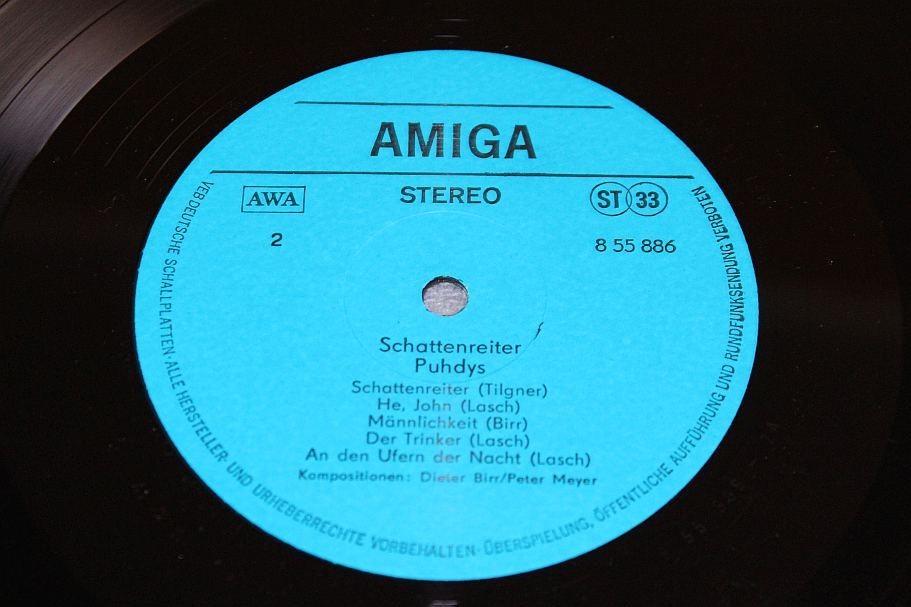 AMIGA
AWA
STEREO
ST 33
2
8 55 886
Schattenreiter
Puhdys
Schattenreiter (Tilgner)
He, John (Lasch)
Männlichkeit (Birr)
Der Trinker (Lasch)
An den Ufern der Nacht (Lasch)
Kompositionen: Dieter Birr/Peter Meyer
VEB DEUTSCHE SCHALLPLATTEN · ALLE HERSTELLER- UND URHEBERRECHTE VORBEHALTEN · ÜBERSPIELUNG, ÖFFENTLICHE AUFFÜHRUNG UND RUNDFUNKSENDUNG VERBOTEN